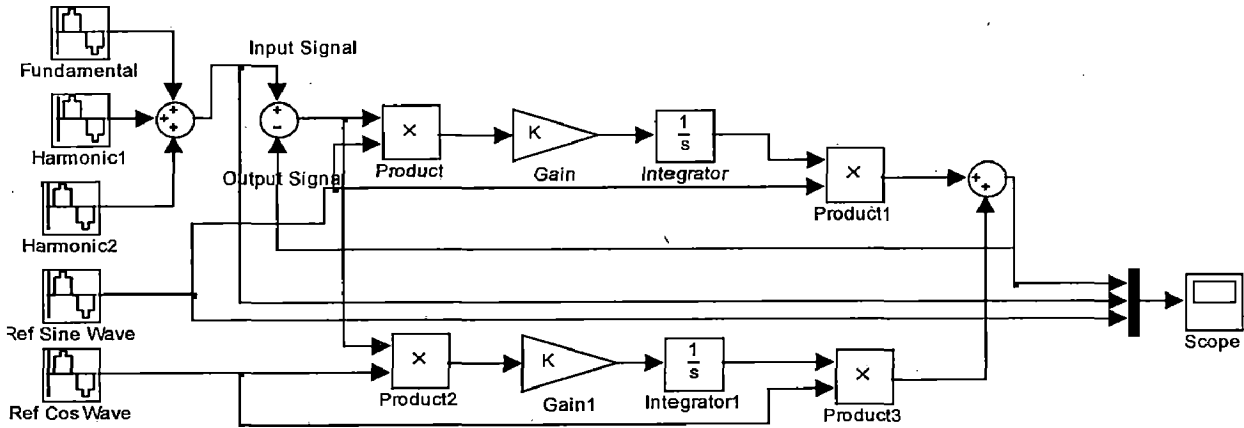 Fundamental
Input Signal
Harmonic1
Product
K
Gain
1
s
Integrator
Output Signal
Product1
Harmonic2
Ref Sine Wave
Product2
K
Gain1
1
s
Integrator1
Product3
Scope
Ref Cos Wave